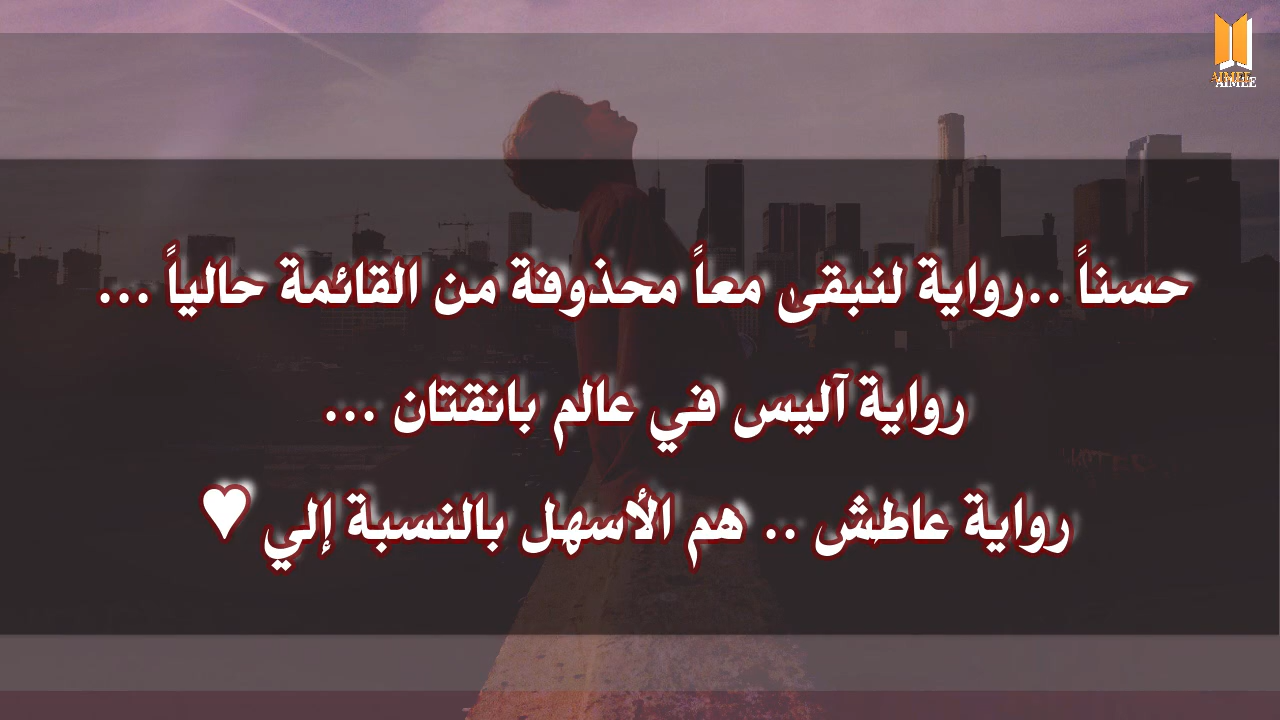 AIMEE
حسناً ..رواية لنبقى معاً محذوفة من القائمة حالياً ...
رواية آليس في عالم بانقتان ...
رواية عاطش .. هم الأسهل بالنسبة إلي ♥